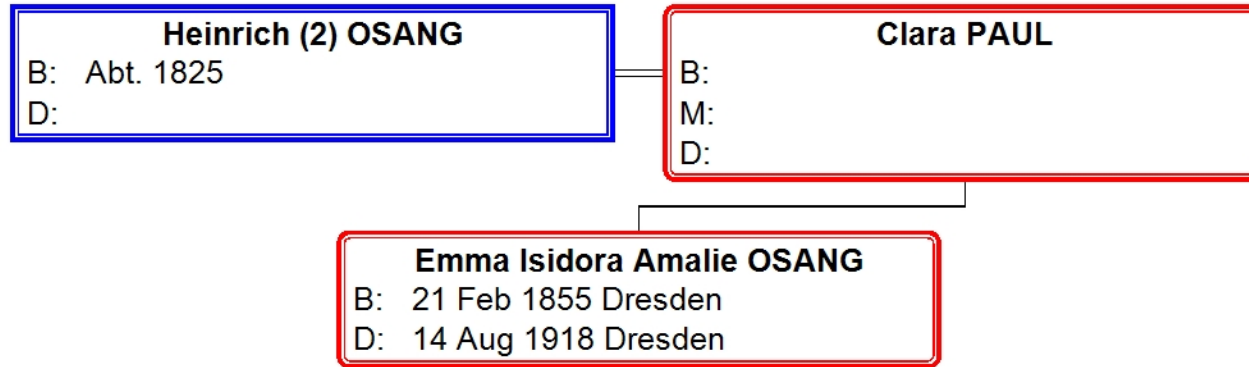 Heinrich (2) OSANG
B: Abt. 1825
D:
Clara PAUL
B:
M:
D:
Emma Isidora Amalie OSANG
B: 21 Feb 1855 Dresden
D: 14 Aug 1918 Dresden